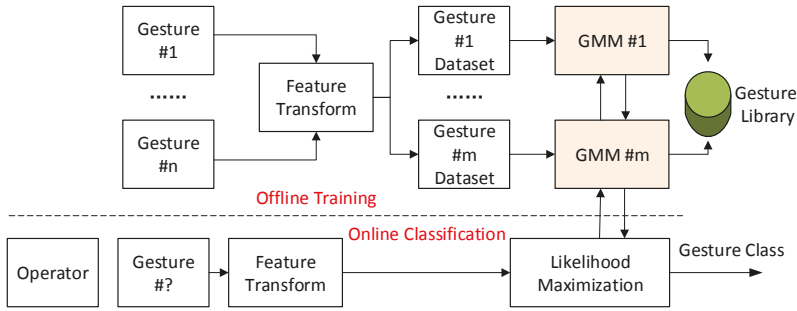 Gesture
#1
......
Gesture
#n
Feature
Transform
Gesture
#1
Dataset
......
Gesture
#m
Dataset
GMM #1
GMM #m
Gesture
Library
Offline Training
Online Classification
Operator
Gesture
#?
Feature
Transform
Likelihood
Maximization
Gesture Class